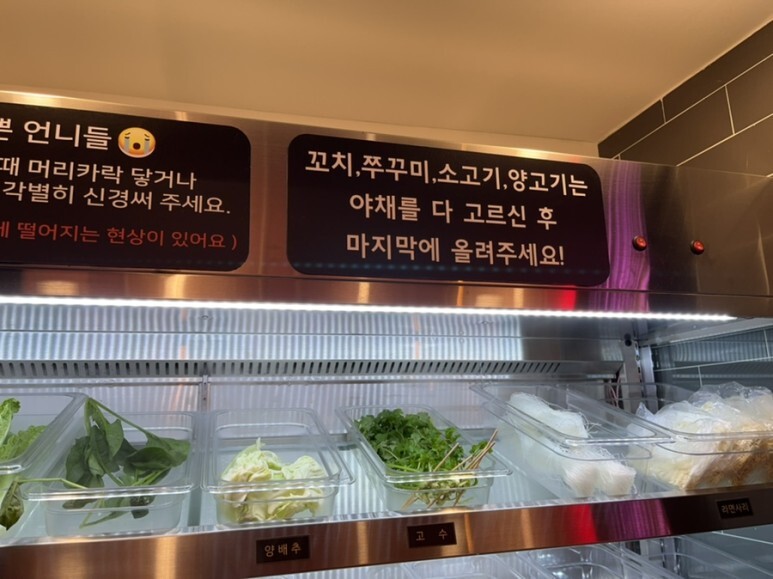 언니들
때 머리카락 닿거나
각별히 신경써 주세요.
떨어지는 현상이 있어요 )
꼬치,쭈꾸미,소고기,양고기는
야채를 다 고르신 후
마지막에 올려주세요!
양배추
고 수
라면사리